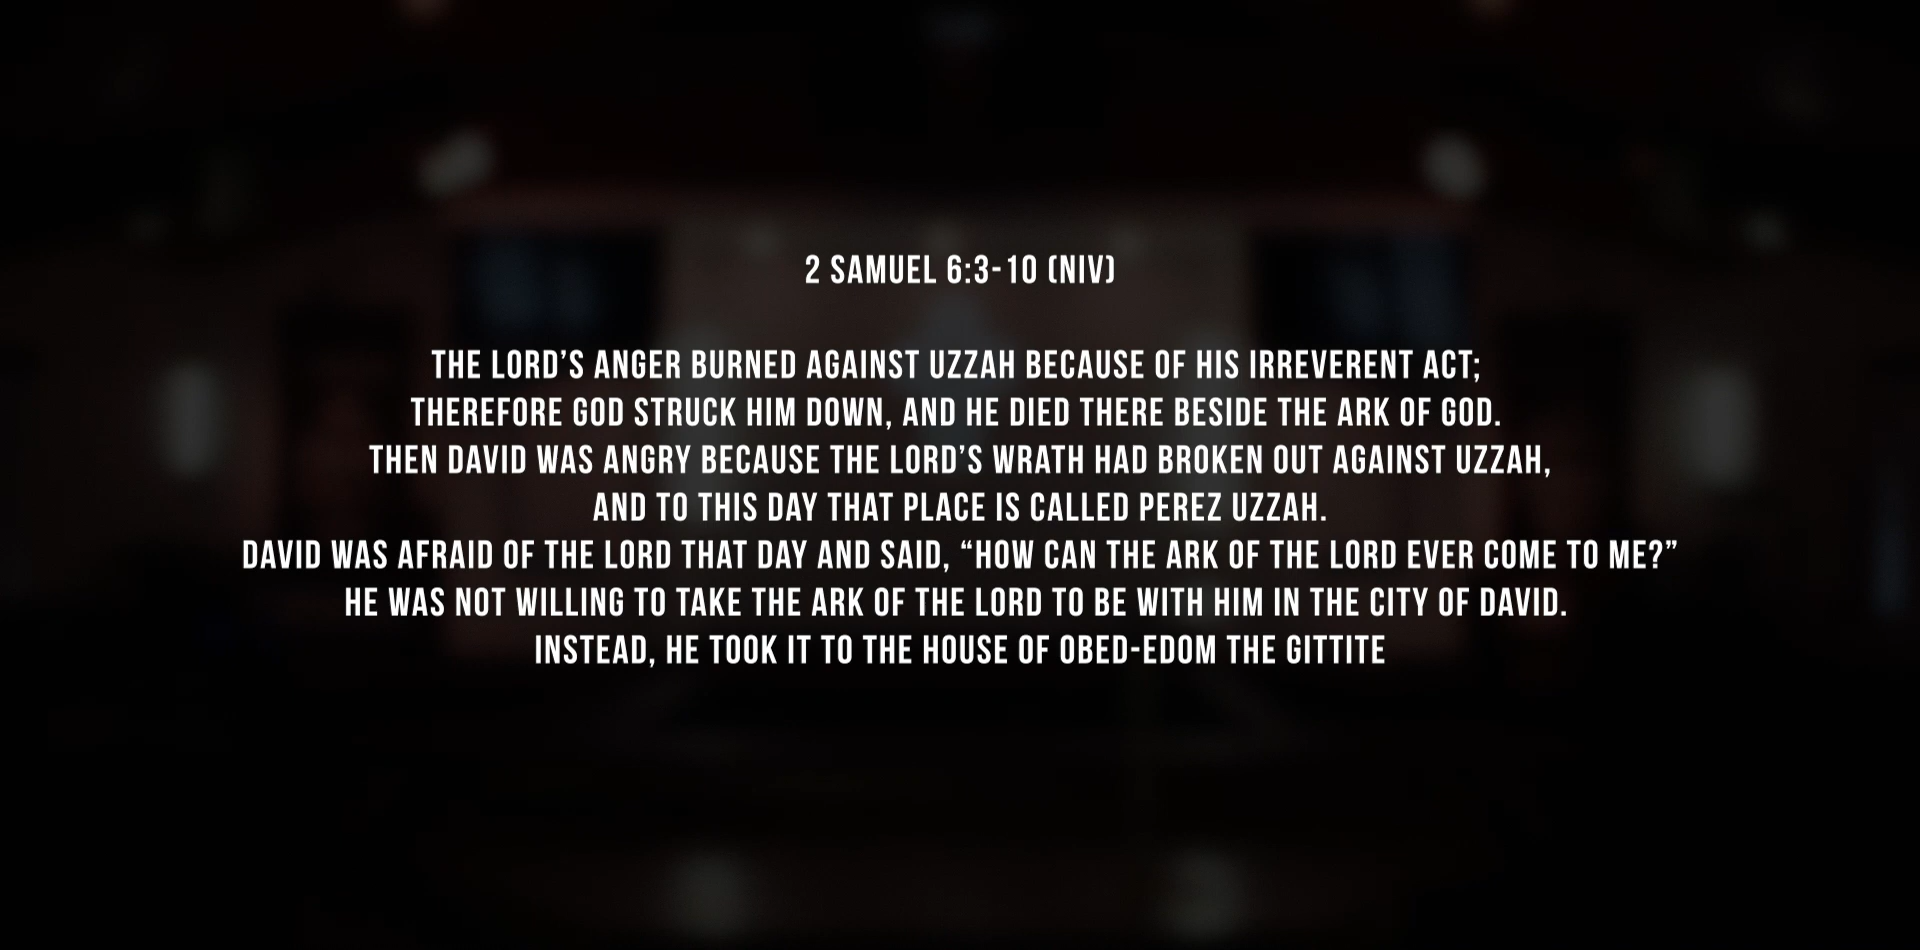 2 SAMUEL 6:3-10 (NIV)
THE LORD’S ANGER BURNED AGAINST UZZAH BECAUSE OF HIS IRREVERENT ACT;
THEREFORE GOD STRUCK HIM DOWN, AND HE DIED THERE BESIDE THE ARK OF GOD.
THEN DAVID WAS ANGRY BECAUSE THE LORD’S WRATH HAD BROKEN OUT AGAINST UZZAH,
AND TO THIS DAY THAT PLACE IS CALLED PEREZ UZZAH.
DAVID WAS AFRAID OF THE LORD THAT DAY AND SAID, “HOW CAN THE ARK OF THE LORD EVER COME TO ME?”
HE WAS NOT WILLING TO TAKE THE ARK OF THE LORD TO BE WITH HIM IN THE CITY OF DAVID.
INSTEAD, HE TOOK IT TO THE HOUSE OF OBED-EDOM THE GITTITE